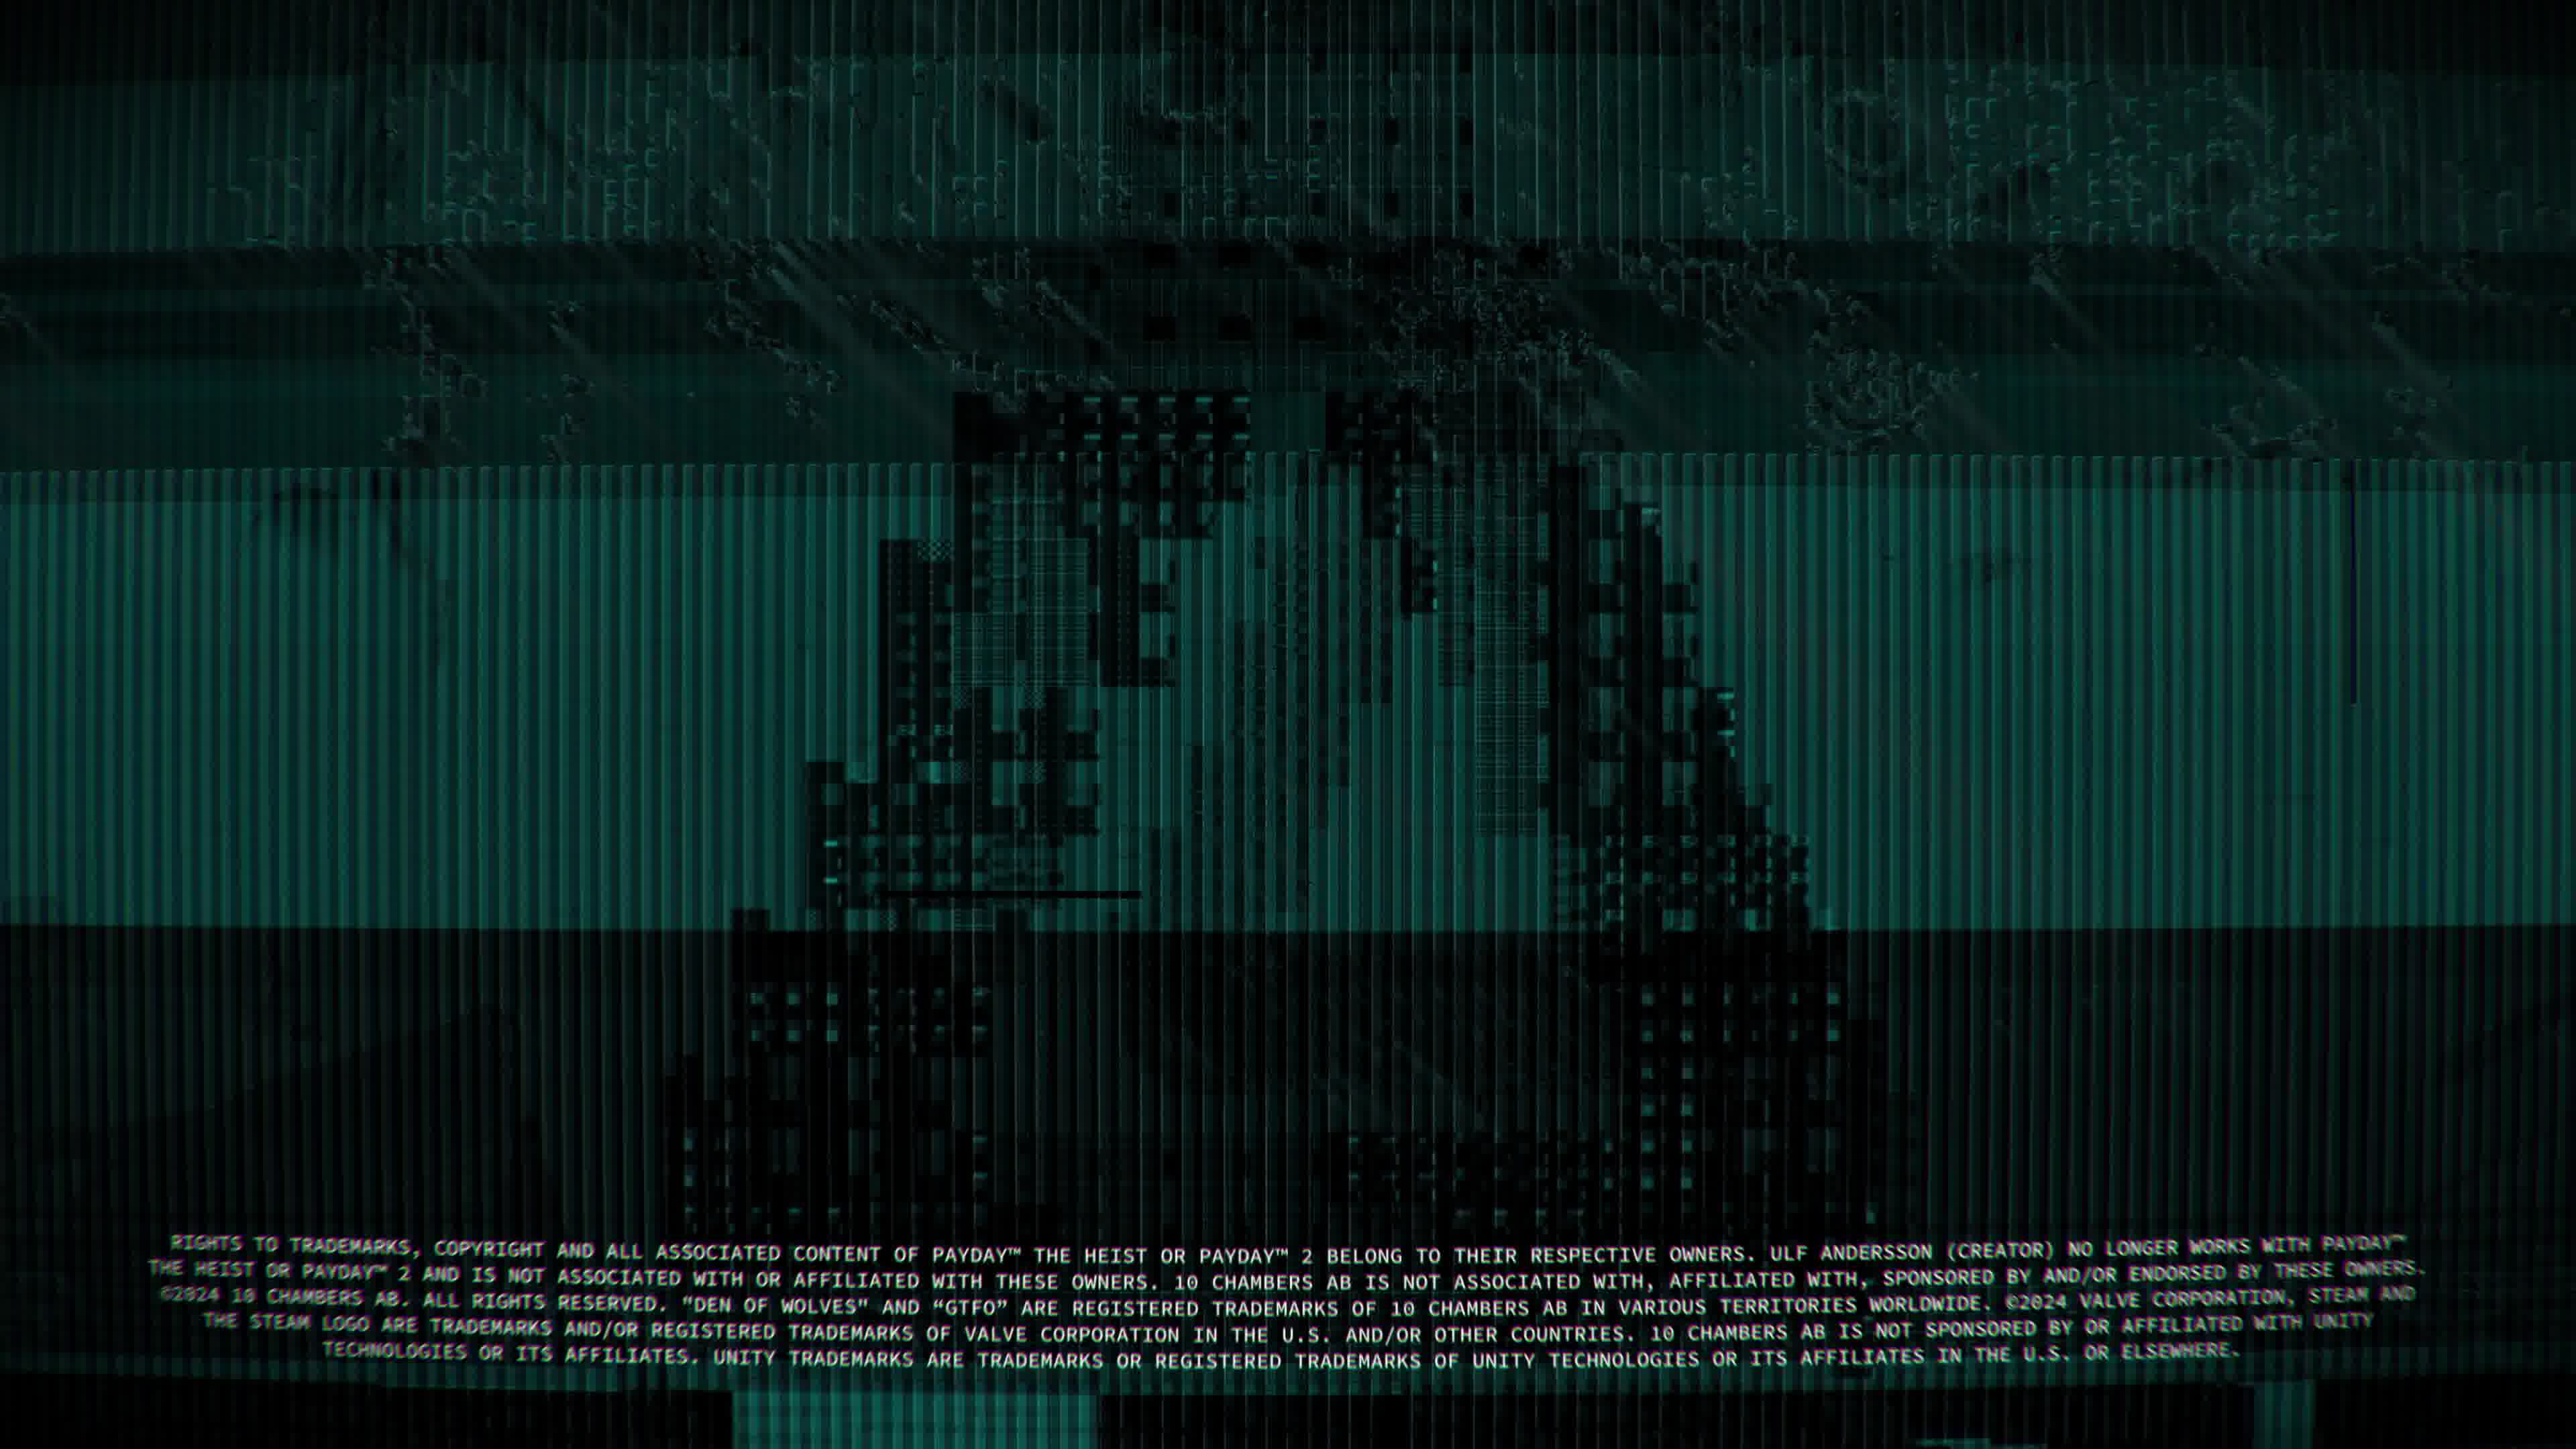 RIGHTS TO TRADEMARKS, COPYRIGHT AND ALL ASSOCIATED CONTENT OF PAYDAY™ THE HEIST OR PAYDAY™ 2 BELONG TO THEIR RESPECTIVE OWNERS. ULF ANDERSSON (CREATOR) NO LONGER WORKS WITH PAYDAY™
THE HEIST OR PAYDAY™ 2 AND IS NOT ASSOCIATED WITH OR AFFILIATED WITH THESE OWNERS. 10 CHAMBERS AB IS NOT ASSOCIATED WITH, AFFILIATED WITH, SPONSORED BY AND/OR ENDORSED BY THESE OWNERS.
©2024 10 CHAMBERS AB. ALL RIGHTS RESERVED. “DEN OF WOLVES” AND “GTFO” ARE REGISTERED TRADEMARKS OF 10 CHAMBERS AB IN VARIOUS TERRITORIES WORLDWIDE. ©2024 VALVE CORPORATION, STEAM AND
THE STEAM LOGO ARE TRADEMARKS AND/OR REGISTERED TRADEMARKS OF VALVE CORPORATION IN THE U.S. AND/OR OTHER COUNTRIES. 10 CHAMBERS AB IS NOT SPONSORED BY OR AFFILIATED WITH UNITY
TECHNOLOGIES OR ITS AFFILIATES. UNITY TRADEMARKS ARE TRADEMARKS OR REGISTERED TRADEMARKS OF UNITY TECHNOLOGIES OR ITS AFFILIATES IN THE U.S. OR ELSEWHERE.